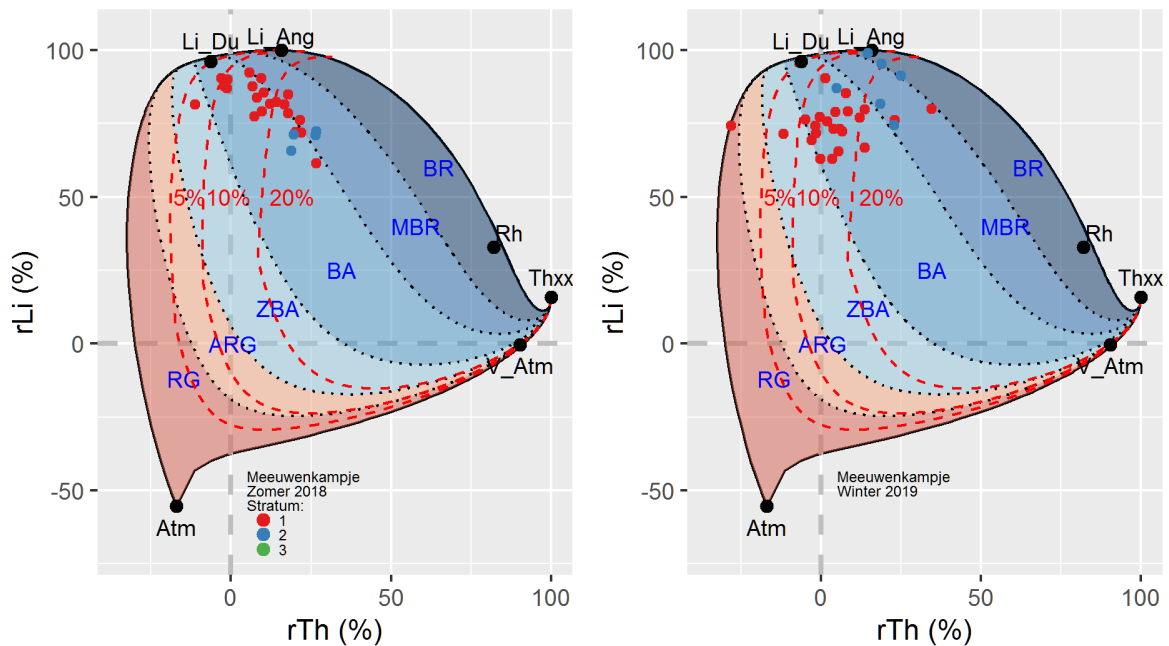 Li_Du Li_Ang
100
BR
50
5% 10% 20%
MBR
Rh
BA
Thxx
ZBA
0
ARG
V_Atm
RG
Meeuwenkampje
Zomer 2018
Stratum:
1
2
3
-50
Atm
0 50 100
rTh (%)
rLi (%)
Li_Du Li_Ang
100
BR
50
5% 10% 20%
MBR
Rh
BA
Thxx
ZBA
0
ARG
V_Atm
RG
Meeuwenkampje
Winter 2019
-50
Atm
0 50 100
rTh (%)
rLi (%)